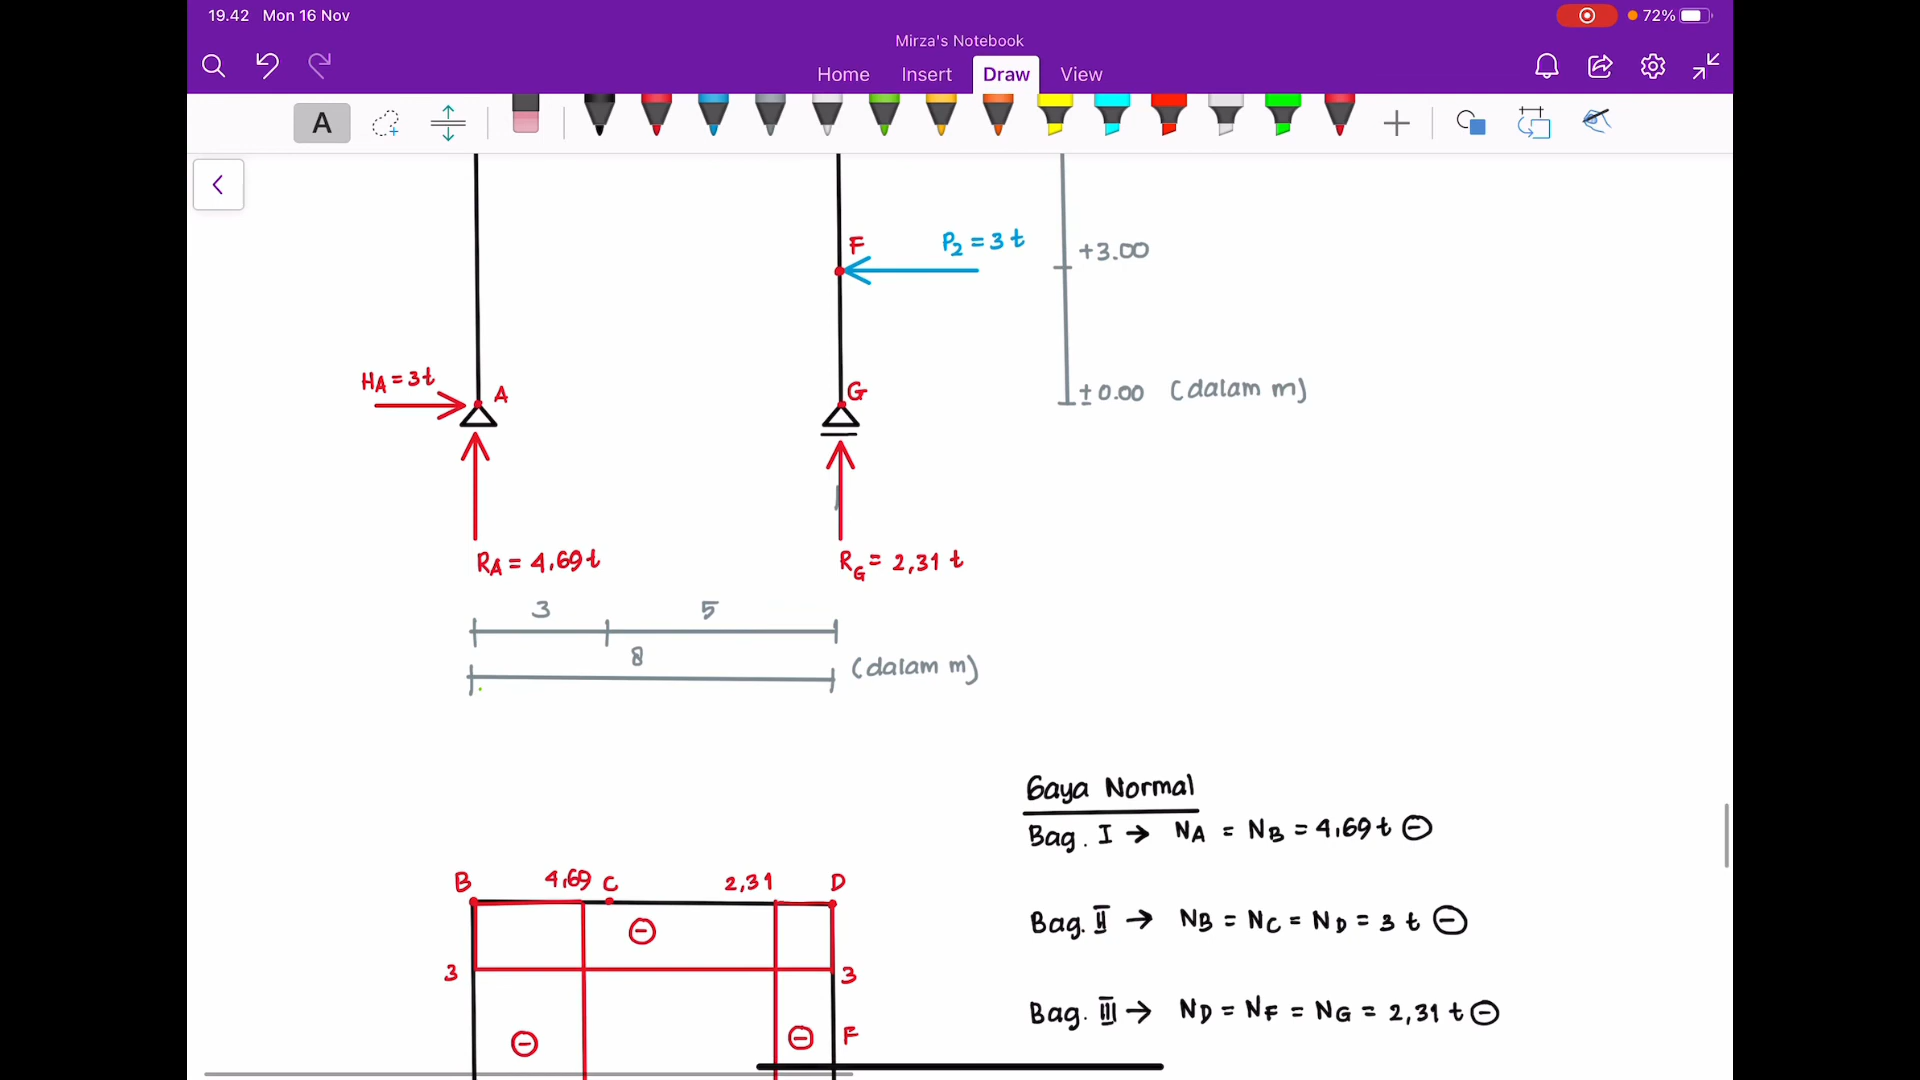 19.42 Mon 16 Nov
72%
Mirza's Notebook
Home Insert Draw View
A
F
P2 = 3 t
+3.00
HA = 3t
A
G
± 0.00 (dalam m)
RA = 4,69 t
RG = 2,31 t
3 5
8
(dalam m)
Gaya Normal
Bag. I → NA = NB = 4,69 t ⊖
B 4,69 C 2,31 D
Bag. II → NB = NC = ND = 3 t ⊖
⊖
3 3
Bag. III → ND = NF = NG = 2,31 t ⊖
⊖ ⊖ F